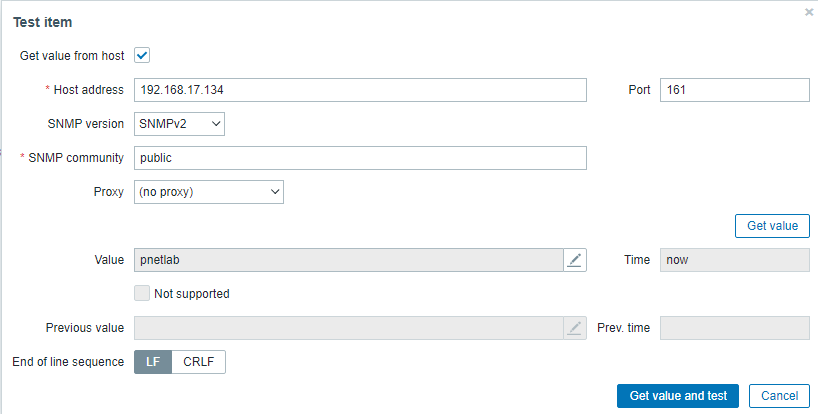 Test item
Get value from host
* Host address 192.168.17.134 Port 161
SNMP version SNMPv2
* SNMP community public
Proxy (no proxy)
Get value
Value pnetlab Time now
Not supported
Previous value Prev. time
End of line sequence LF CRLF
Get value and test Cancel